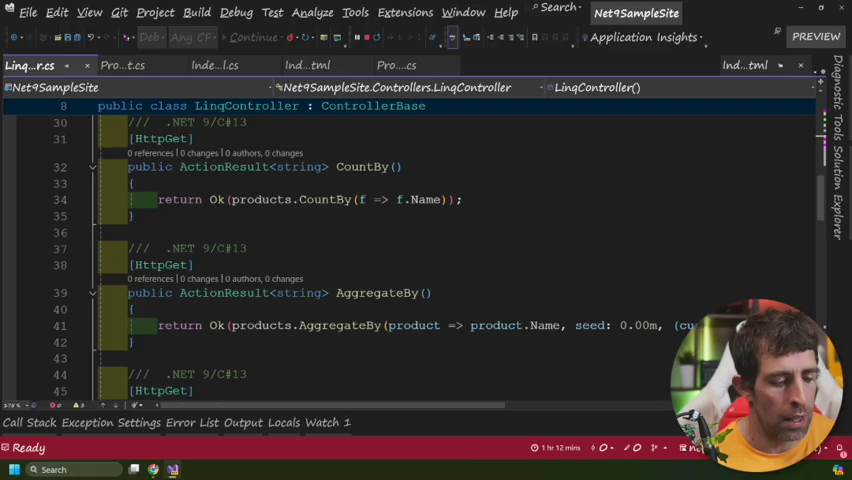 File Edit View Git Project Build Debug Test Analyze Tools Extensions Window Help Search Net9SampleSite
Deb Any CF Continue Application Insights PREVIEW
Linq...r.cs Pro...t.cs Inde...l.cs Ind...tml Pro...cs Ind...tml
Net9SampleSite Net9SampleSite.Controllers.LinqController LinqController()
8 public class LinqController : ControllerBase
30 /// .NET 9/C#13
31 [HttpGet]
0 references | 0 changes | 0 authors, 0 changes
32 public ActionResult<string> CountBy()
33 {
34 return Ok(products.CountBy(f => f.Name));
35 }
36
37 /// .NET 9/C#13
38 [HttpGet]
0 references | 0 changes | 0 authors, 0 changes
39 public ActionResult<string> AggregateBy()
40 {
41 return Ok(products.AggregateBy(product => product.Name, seed: 0.00m, (cu
42 }
43
44 /// .NET 9/C#13
45 [HttpGet]
Diagnostic Tools Solution Explorer
Call Stack Exception Settings Error List Output Locals Watch 1
Ready 1 hr 12 mins 0 0
Search